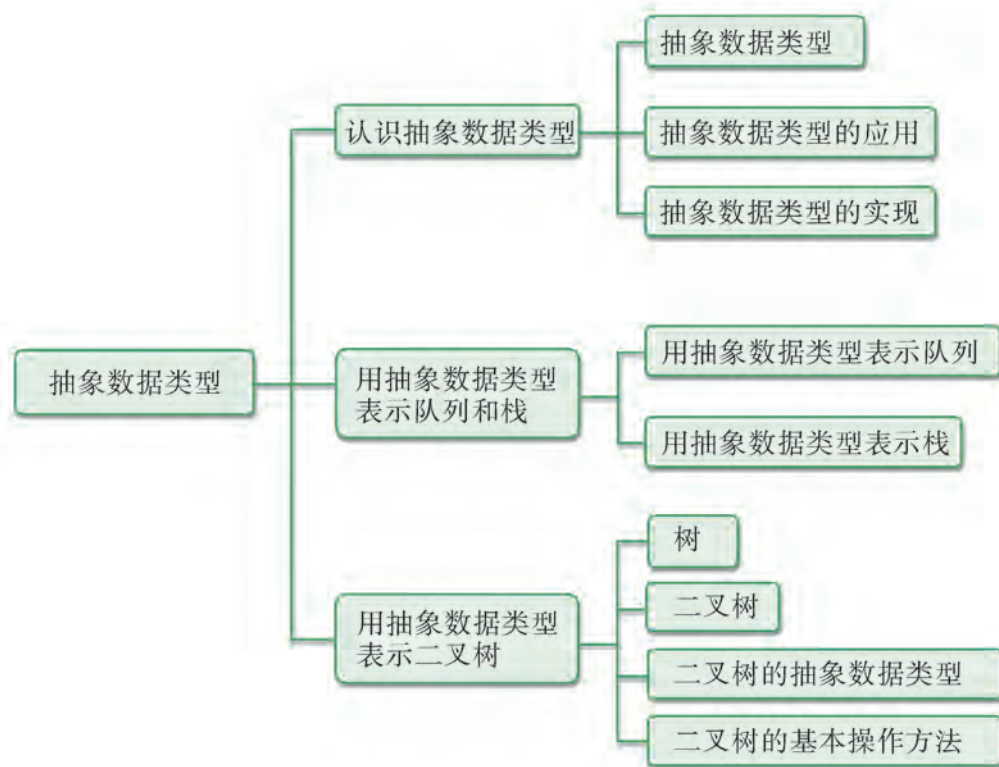 抽象数据类型
认识抽象数据类型
抽象数据类型
抽象数据类型的应用
抽象数据类型的实现
用抽象数据类型
表示队列和栈
用抽象数据类型表示队列
用抽象数据类型表示栈
用抽象数据类型
表示二叉树
树
二叉树
二叉树的抽象数据类型
二叉树的基本操作方法